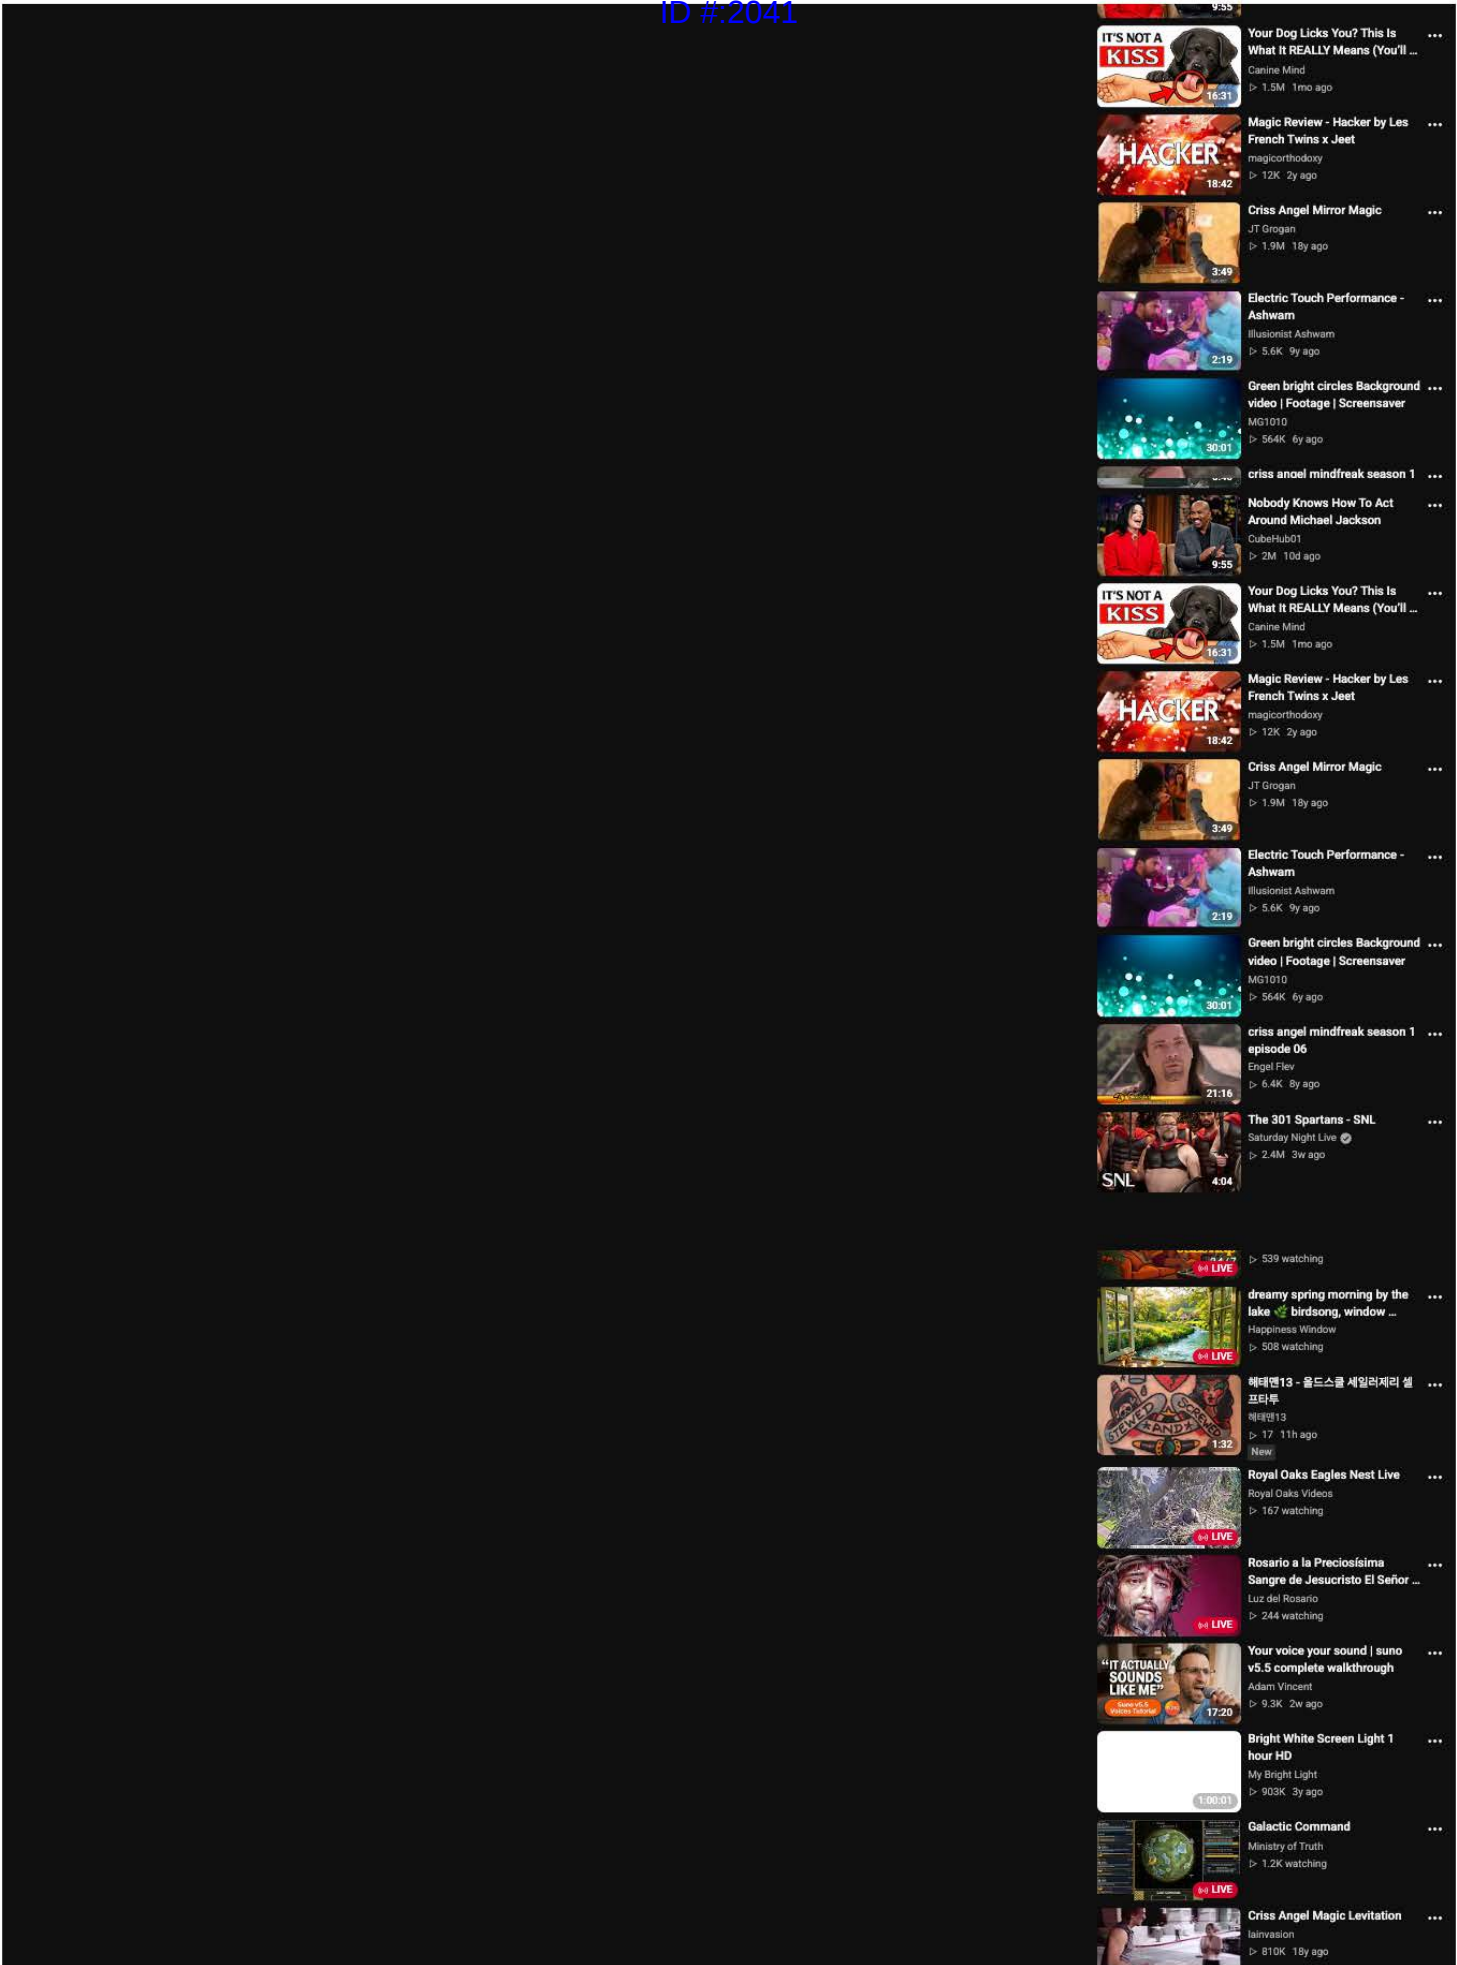 ID #:2041
9:55
IT'S NOT A
KISS
16:31
Your Dog Licks You? This Is
What It REALLY Means (You'll ...
Canine Mind
1.5M 1mo ago
HACKER
18:42
Magic Review - Hacker by Les
French Twins x Jeet
magicorthodoxy
12K 2y ago
3:49
Criss Angel Mirror Magic
JT Grogan
1.9M 18y ago
2:19
Electric Touch Performance -
Ashwam
Illusionist Ashwam
5.6K 9y ago
30:01
Green bright circles Background
video | Footage | Screensaver
MG1010
564K 6y ago
criss angel mindfreak season 1
9:55
Nobody Knows How To Act
Around Michael Jackson
CubeHub01
2M 10d ago
IT'S NOT A
KISS
16:31
Your Dog Licks You? This Is
What It REALLY Means (You'll ...
Canine Mind
1.5M 1mo ago
HACKER
18:42
Magic Review - Hacker by Les
French Twins x Jeet
magicorthodoxy
12K 2y ago
3:49
Criss Angel Mirror Magic
JT Grogan
1.9M 18y ago
2:19
Electric Touch Performance -
Ashwam
Illusionist Ashwam
5.6K 9y ago
30:01
Green bright circles Background
video | Footage | Screensaver
MG1010
564K 6y ago
21:16
criss angel mindfreak season 1
episode 06
Engel Flev
6.4K 8y ago
SNL
4:04
The 301 Spartans - SNL
Saturday Night Live
2.4M 3w ago
LIVE
539 watching
LIVE
dreamy spring morning by the
lake 🌿 birdsong, window ...
Happiness Window
508 watching
STEWED
AND
SCREWED
1:32
헤태맨13 - 올드스쿨 세일러제리 셀
프타투
헤태맨13
17 11h ago
New
LIVE
Royal Oaks Eagles Nest Live
Royal Oaks Videos
167 watching
LIVE
Rosario a la Preciosísima
Sangre de Jesucristo El Señor ...
Luz del Rosario
244 watching
"IT ACTUALLY
SOUNDS
LIKE ME"
Suno v5.5
Voices Tutorial
17:20
Your voice your sound | suno
v5.5 complete walkthrough
Adam Vincent
9.3K 2w ago
1:00:01
Bright White Screen Light 1
hour HD
My Bright Light
903K 3y ago
LIVE
Galactic Command
Ministry of Truth
1.2K watching
Criss Angel Magic Levitation
lainvasion
810K 18y ago